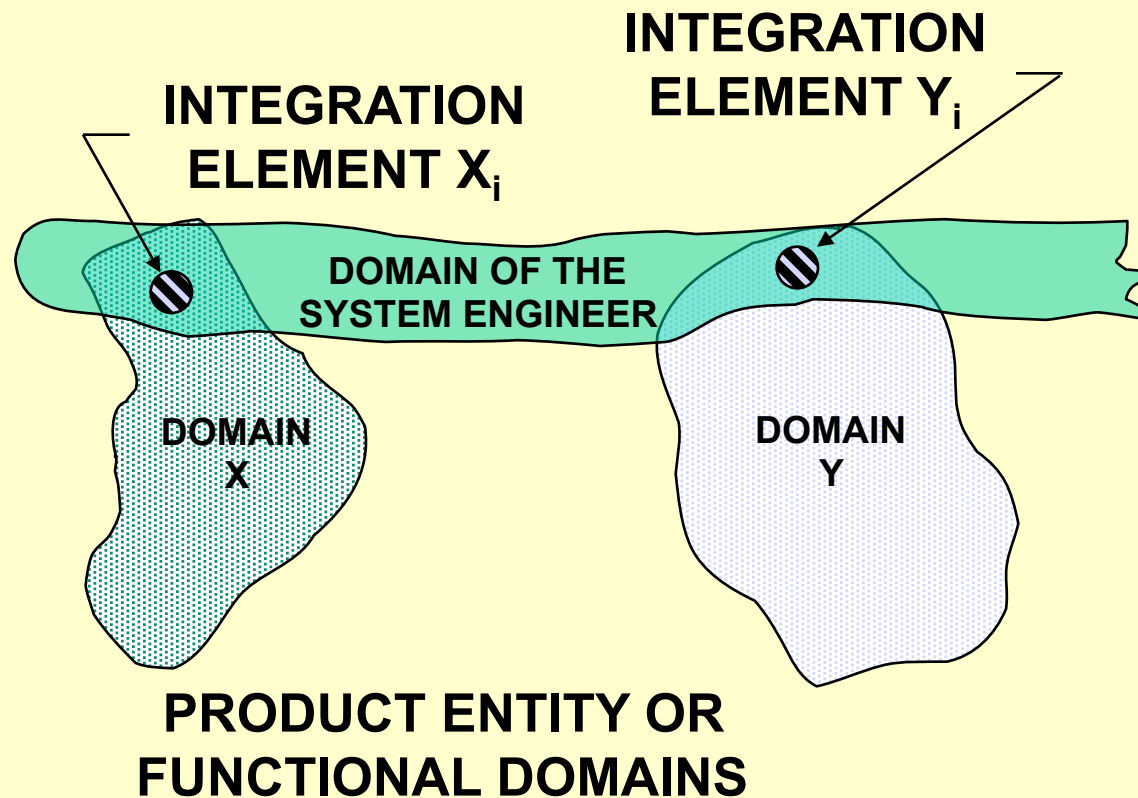 INTEGRATION
ELEMENT Xi
INTEGRATION
ELEMENT Yi
DOMAIN OF THE
SYSTEM ENGINEER
DOMAIN
X
DOMAIN
Y
PRODUCT ENTITY OR
FUNCTIONAL DOMAINS